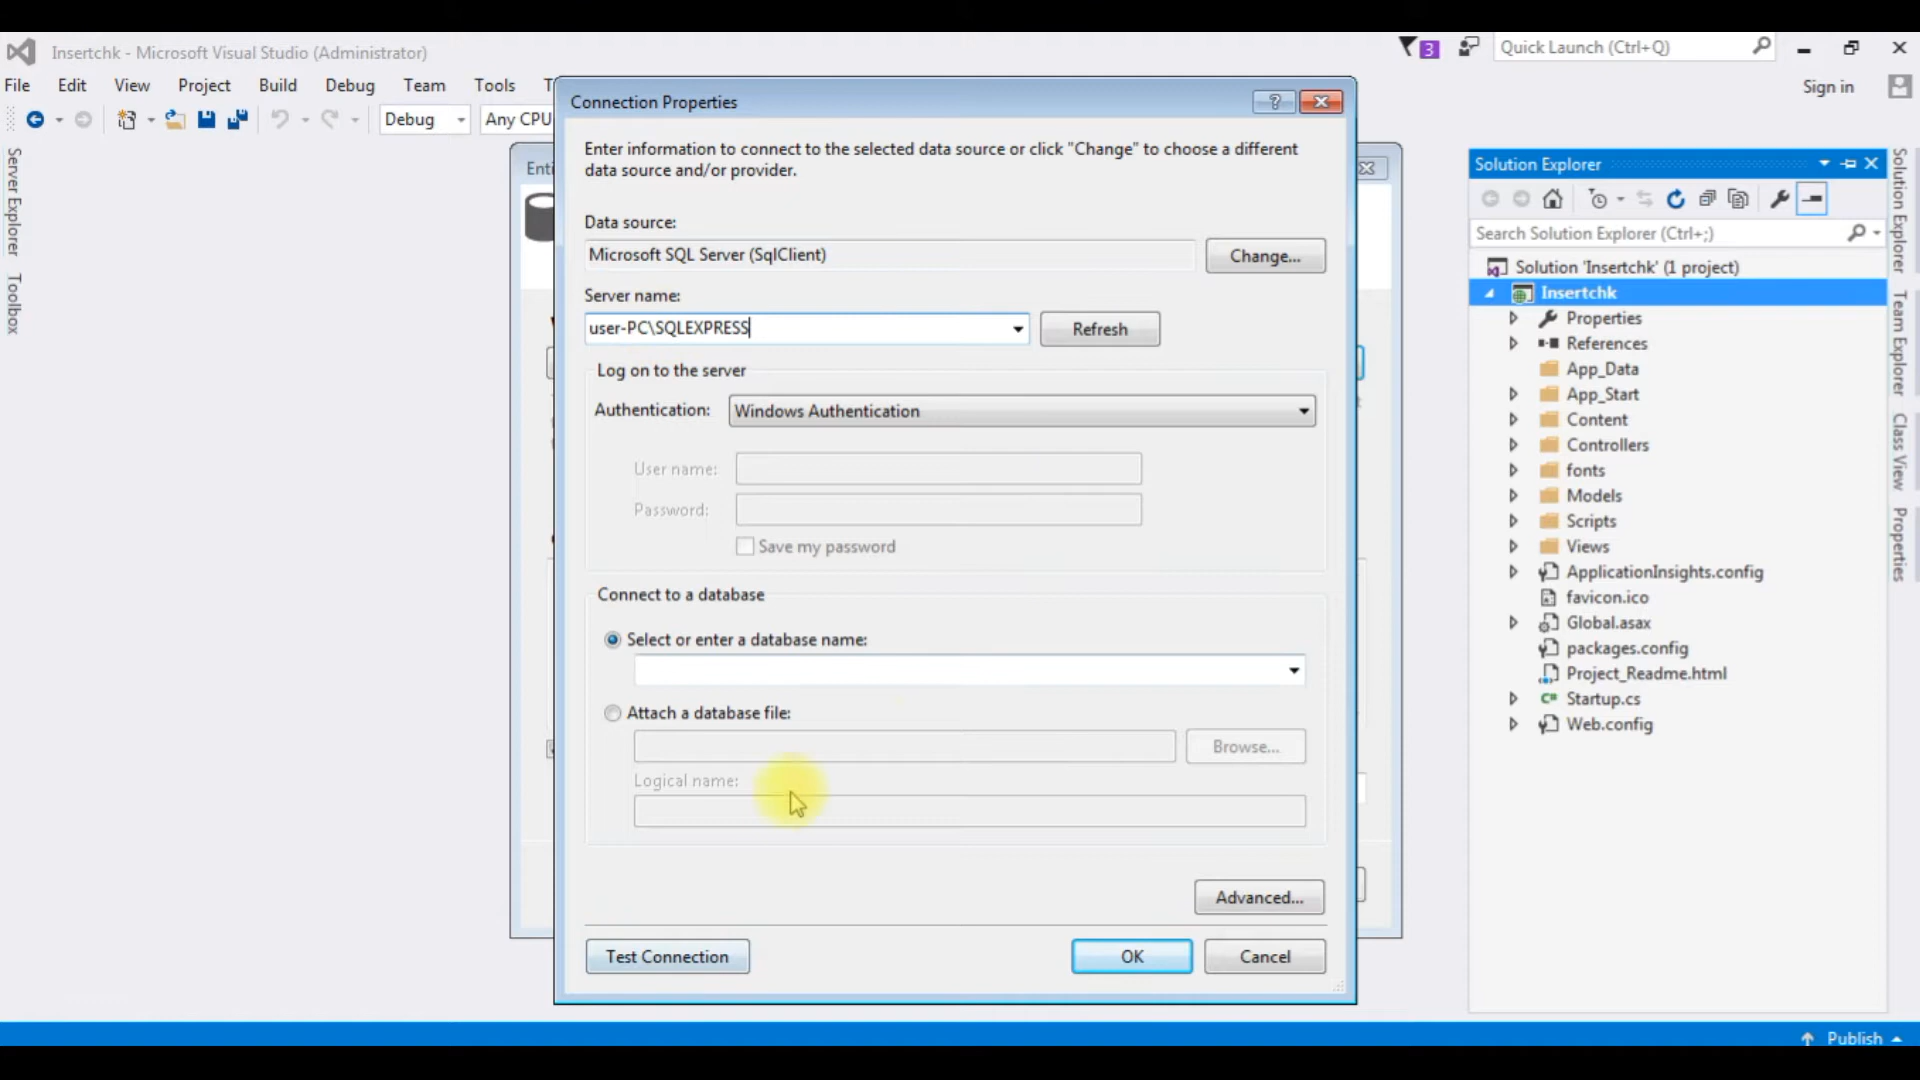 Insertchk - Microsoft Visual Studio (Administrator)
3
Quick Launch (Ctrl+Q)
File Edit View Project Build Debug Team Tools
Sign in
Debug
Any CPU
Server Explorer
Toolbox
Connection Properties
Enter information to connect to the selected data source or click "Change" to choose a different
data source and/or provider.
Data source:
Microsoft SQL Server (SqlClient)
Change...
Server name:
user-PC\SQLEXPRESS
Refresh
Log on to the server
Authentication:
Windows Authentication
User name:
Password:
Save my password
Connect to a database
Select or enter a database name:
Attach a database file:
Browse...
Logical name:
Advanced...
Test Connection
OK
Cancel
Solution Explorer
Search Solution Explorer (Ctrl+;)
Solution 'Insertchk' (1 project)
Insertchk
Properties
References
App_Data
App_Start
Content
Controllers
fonts
Models
Scripts
Views
ApplicationInsights.config
favicon.ico
Global.asax
packages.config
Project_Readme.html
Startup.cs
Web.config
Solution Explorer
Team Explorer
Class View
Properties
Publish